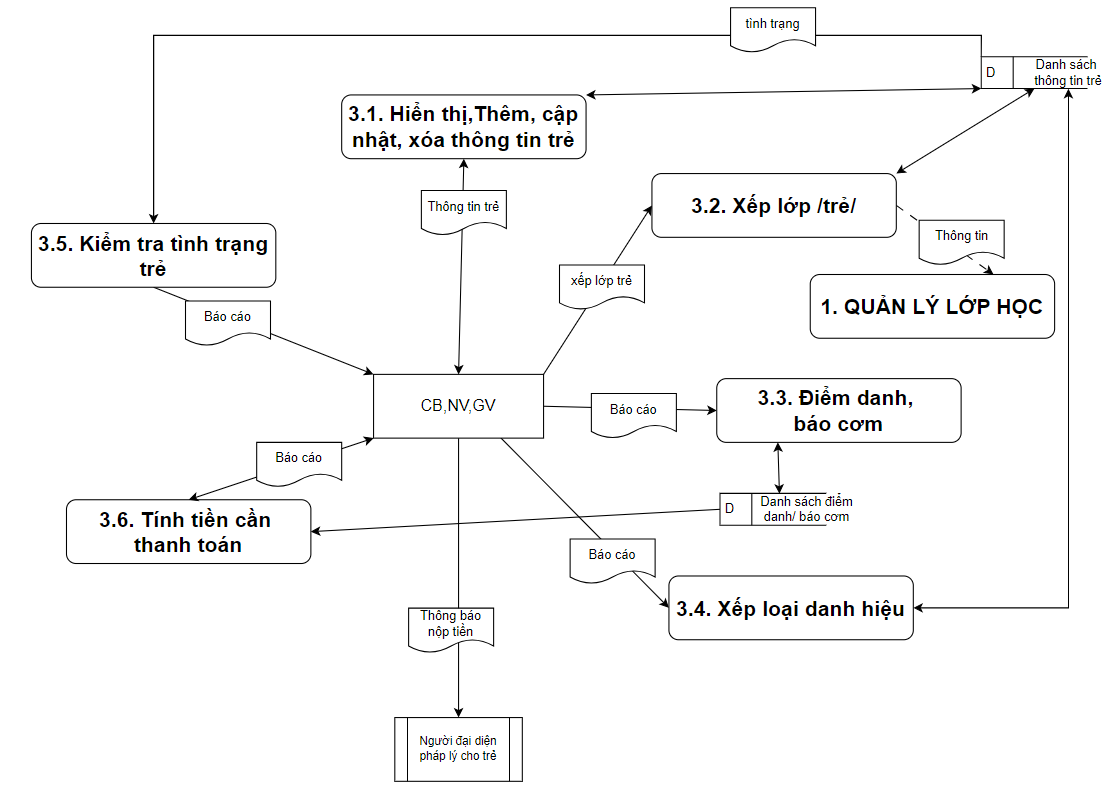 tình trạng
D
Danh sách
thông tin trẻ
3.1. Hiển thị,Thêm, cập
nhật, xóa thông tin trẻ
3.2. Xếp lớp /trẻ/
Thông tin trẻ
Thông tin
3.5. Kiểm tra tình trạng
trẻ
xếp lớp trẻ
1. QUẢN LÝ LỚP HỌC
Báo cáo
CB,NV,GV
Báo cáo
3.3. Điểm danh,
báo cơm
Báo cáo
D
Danh sách điểm
danh/ báo cơm
3.6. Tính tiền cần
thanh toán
Báo cáo
3.4. Xếp loại danh hiệu
Thông báo
nộp tiền
Người đại diện
pháp lý cho trẻ